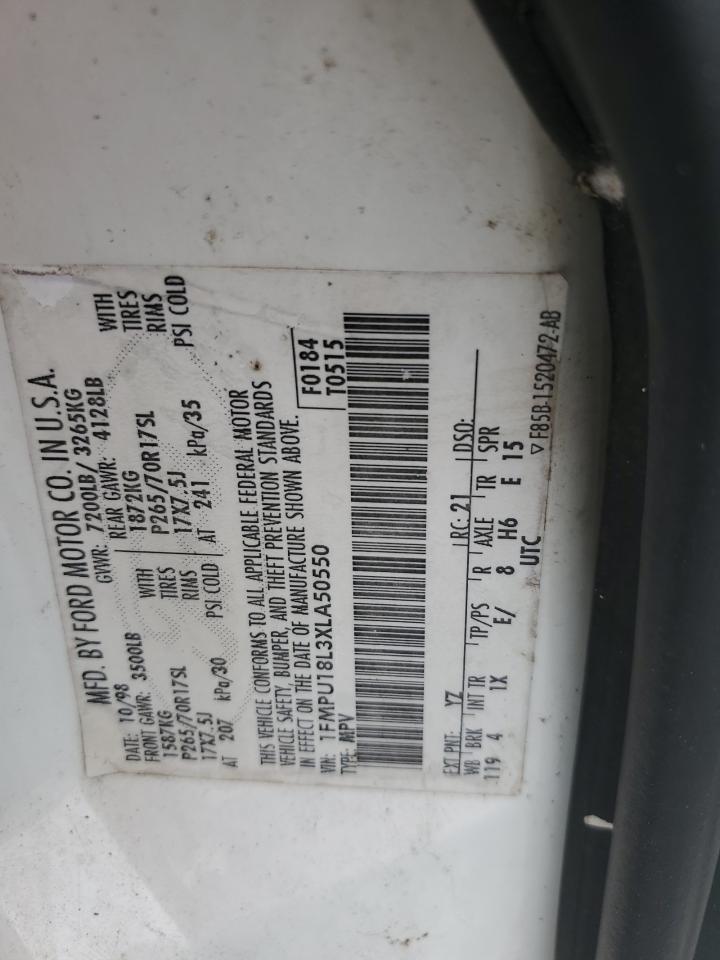 MFD. BY FORD MOTOR CO. IN U.S.A.
DATE: 10/98 GVWR: 7200LB/ 3265KG
FRONT GAWR: 3500LB REAR GAWR: 4128LB
1587KG WITH 1872KG WITH
P265/70R17SL TIRES P265/70R17SL TIRES
17X7.5J RIMS 17X7.5J RIMS
AT 207 kPa/30 PSI COLD AT 241 kPa/35 PSI COLD
THIS VEHICLE CONFORMS TO ALL APPLICABLE FEDERAL MOTOR
VEHICLE SAFETY, BUMPER, AND THEFT PREVENTION STANDARDS
IN EFFECT ON THE DATE OF MANUFACTURE SHOWN ABOVE.
VIN: 1FMPU18L3XLA50550 F0184
TYPE: MPV T0515
EXT PNT: YZ RC: 21 DSO:
WB BRK INT TR TP/PS R AXLE TR SPR
119 4 1X E/ 8 H6 E 15
UTC ▽ F85B-1520472-AB